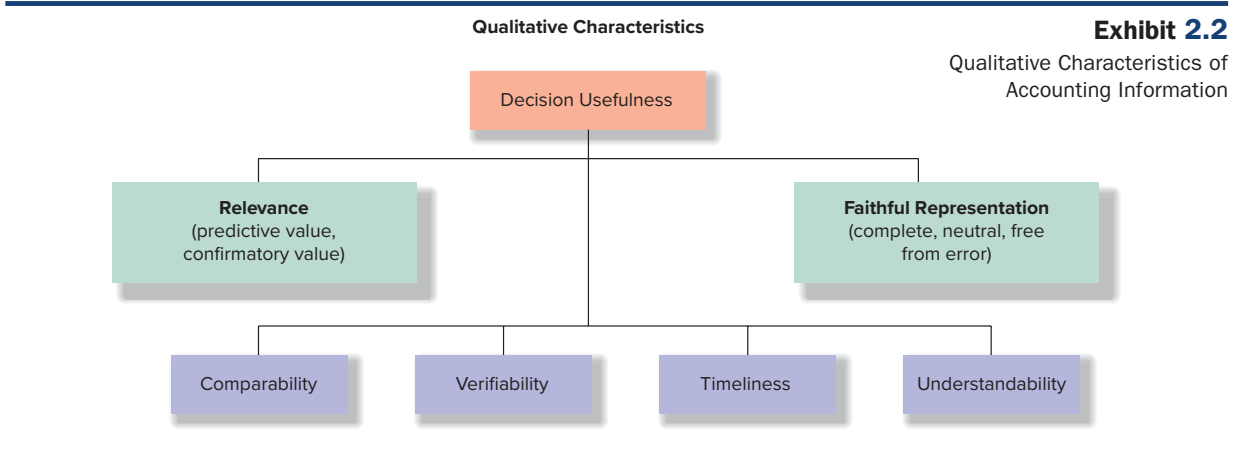 Qualitative Characteristics
Exhibit 2.2
Qualitative Characteristics of
Accounting Information
Decision Usefulness
Relevance
(predictive value,
confirmatory value)
Faithful Representation
(complete, neutral, free
from error)
Comparability
Verifiability
Timeliness
Understandability